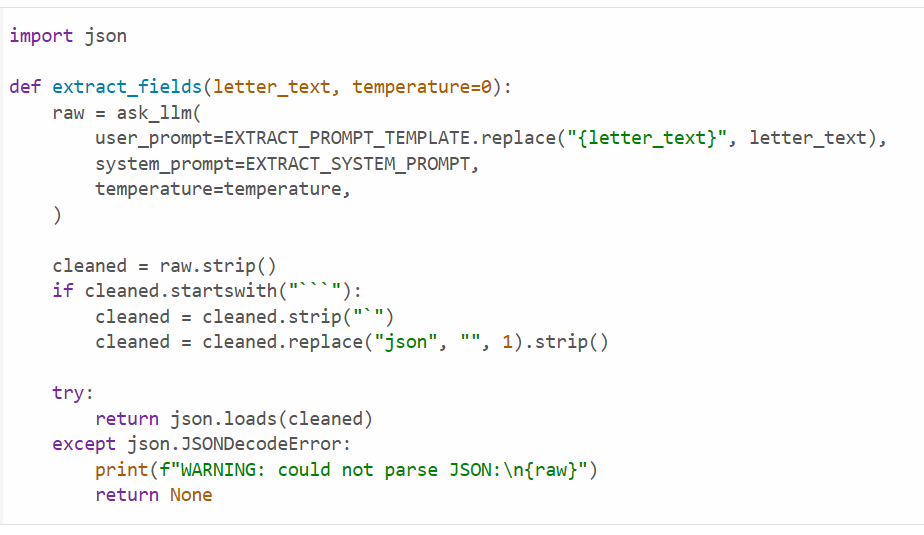 import json
def extract_fields(letter_text, temperature=0):
    raw = ask_llm(
        user_prompt=EXTRACT_PROMPT_TEMPLATE.replace("{letter_text}", letter_text),
        system_prompt=EXTRACT_SYSTEM_PROMPT,
        temperature=temperature,
    )
    cleaned = raw.strip()
    if cleaned.startswith("```"):
        cleaned = cleaned.strip("`")
        cleaned = cleaned.replace("json", "", 1).strip()
    try:
        return json.loads(cleaned)
    except json.JSONDecodeError:
        print(f"WARNING: could not parse JSON:\n{raw}")
        return None